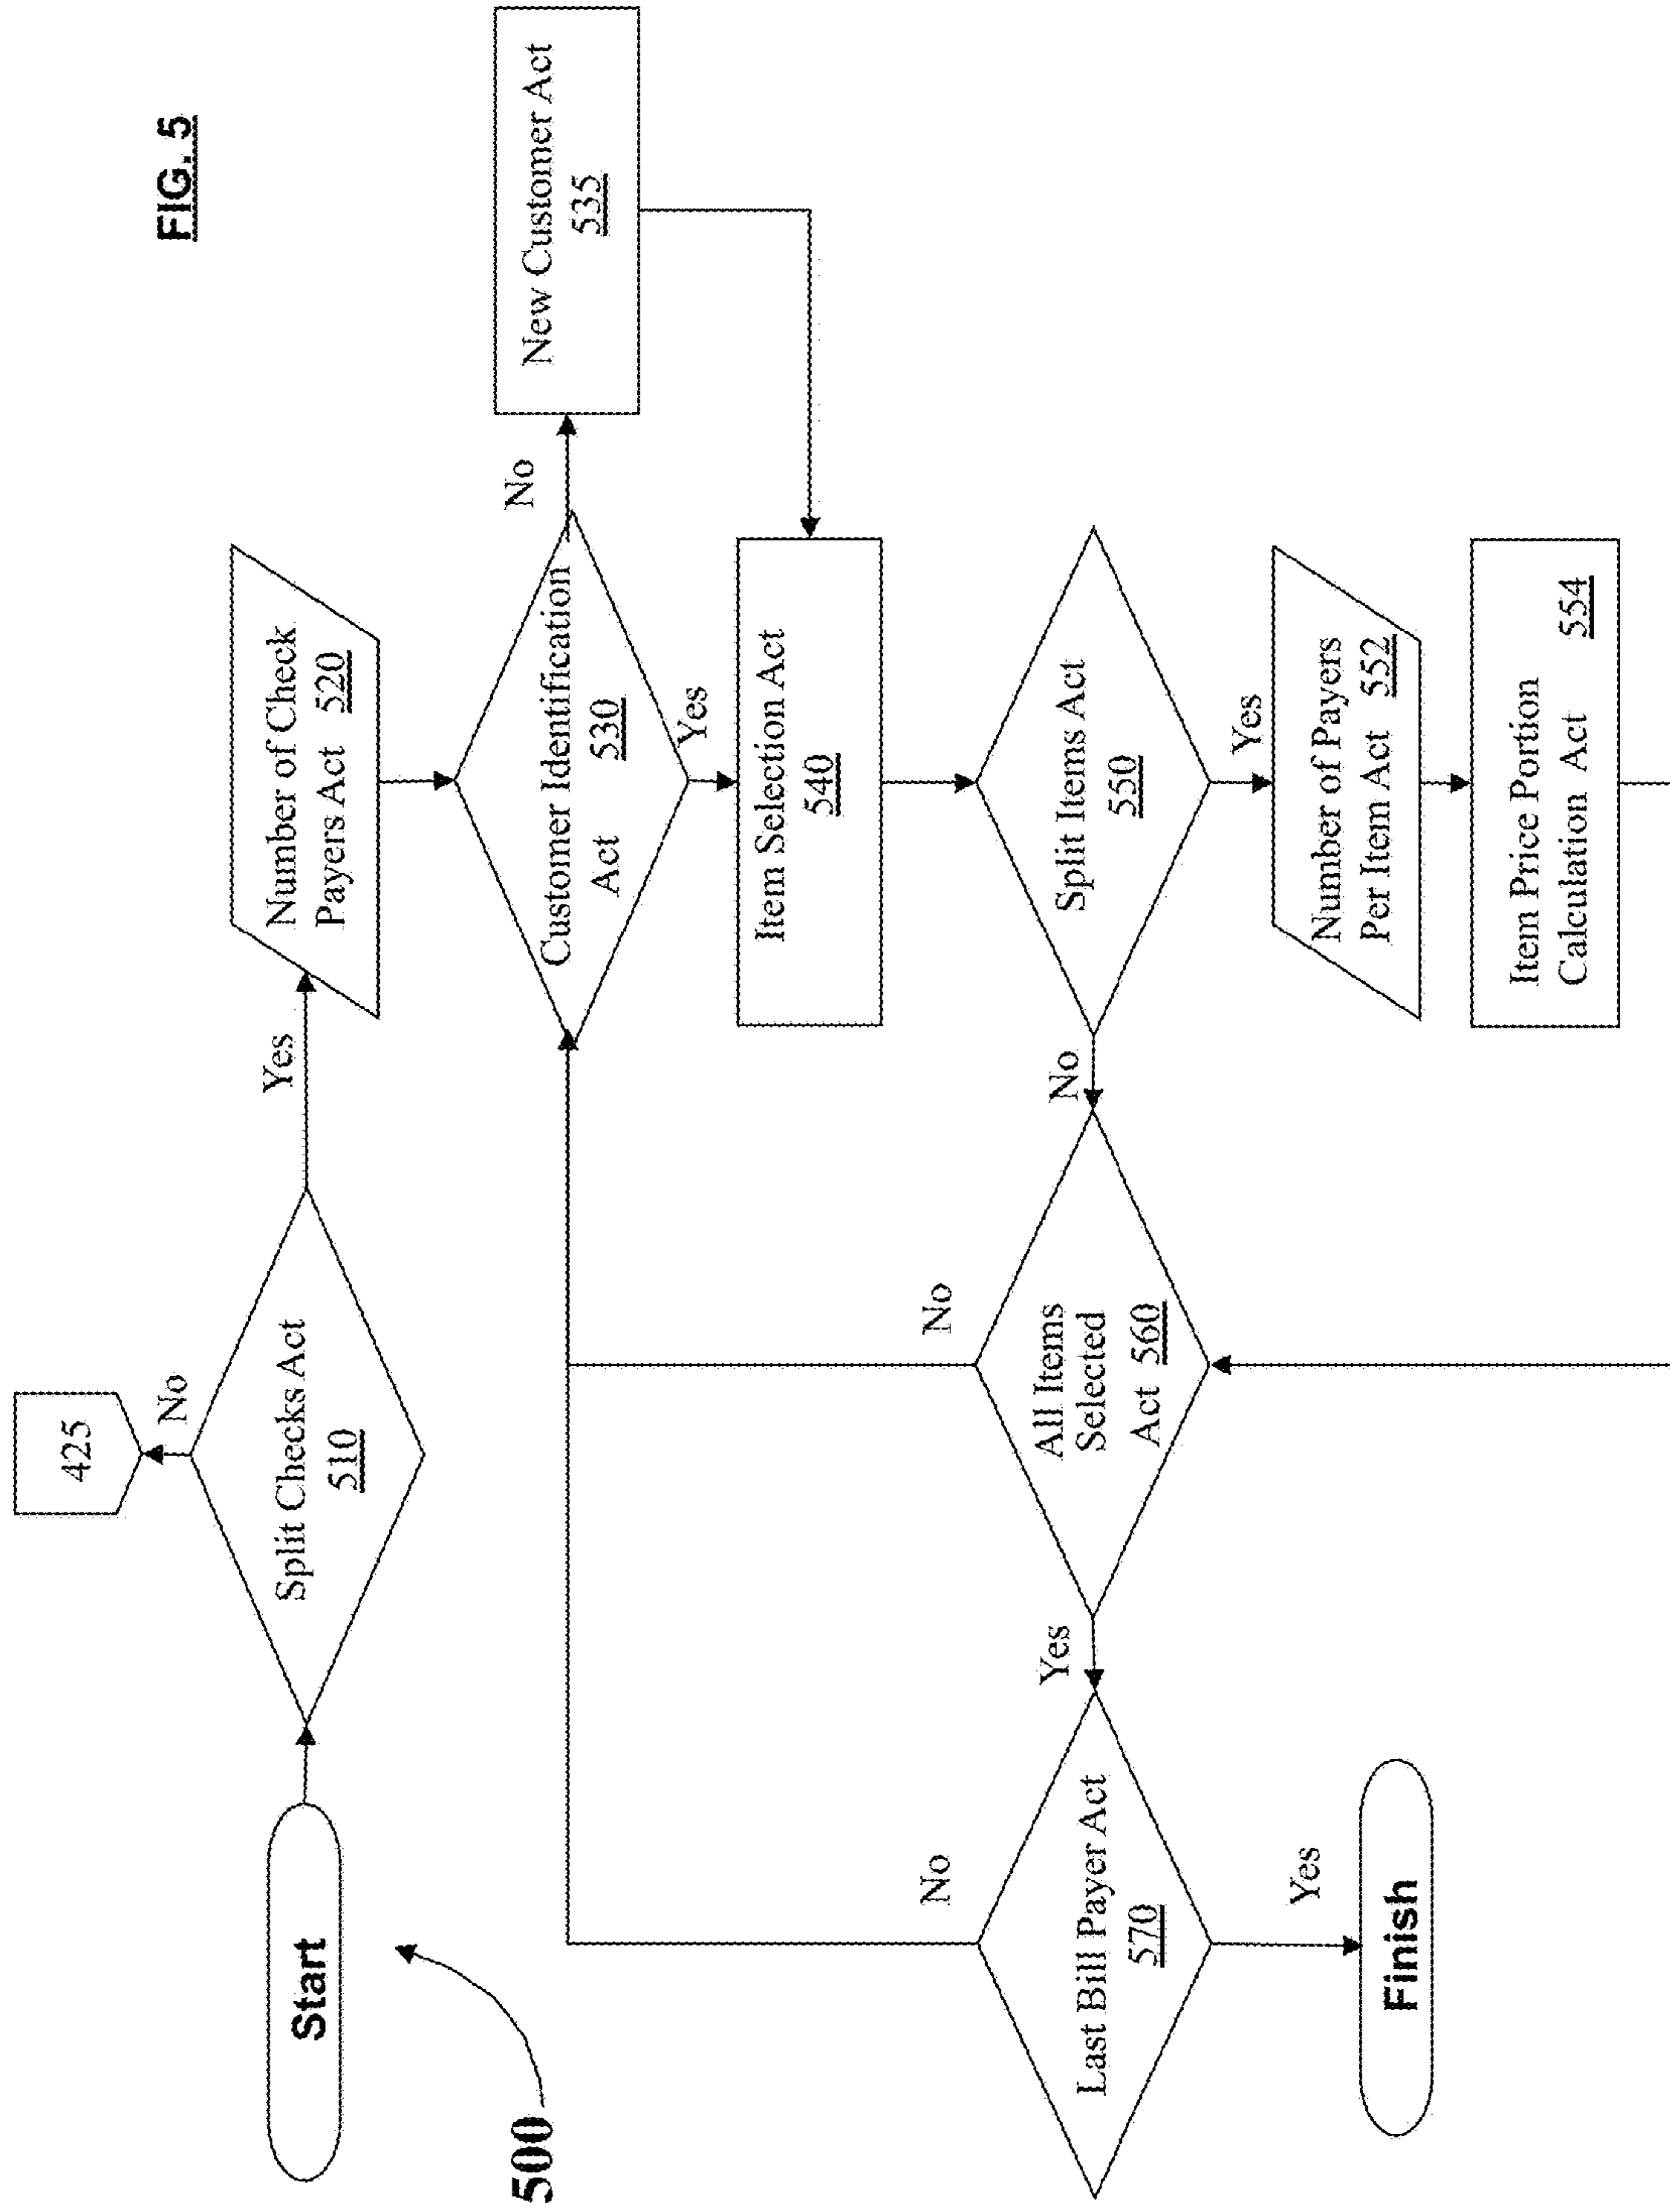 FIG. 5
425
No
Start
Split Checks Act
510
Yes
Number of Check
Payers Act 520
500
Customer Identification
Act 530
No
New Customer Act
535
Yes
Item Selection Act
540
No
No
Last Bill Payer Act
570
Yes
All Items
Selected
Act 560
No
Split Items Act
550
Yes
Yes
Number of Payers
Per Item Act 552
Finish
Item Price Portion
Calculation Act 554